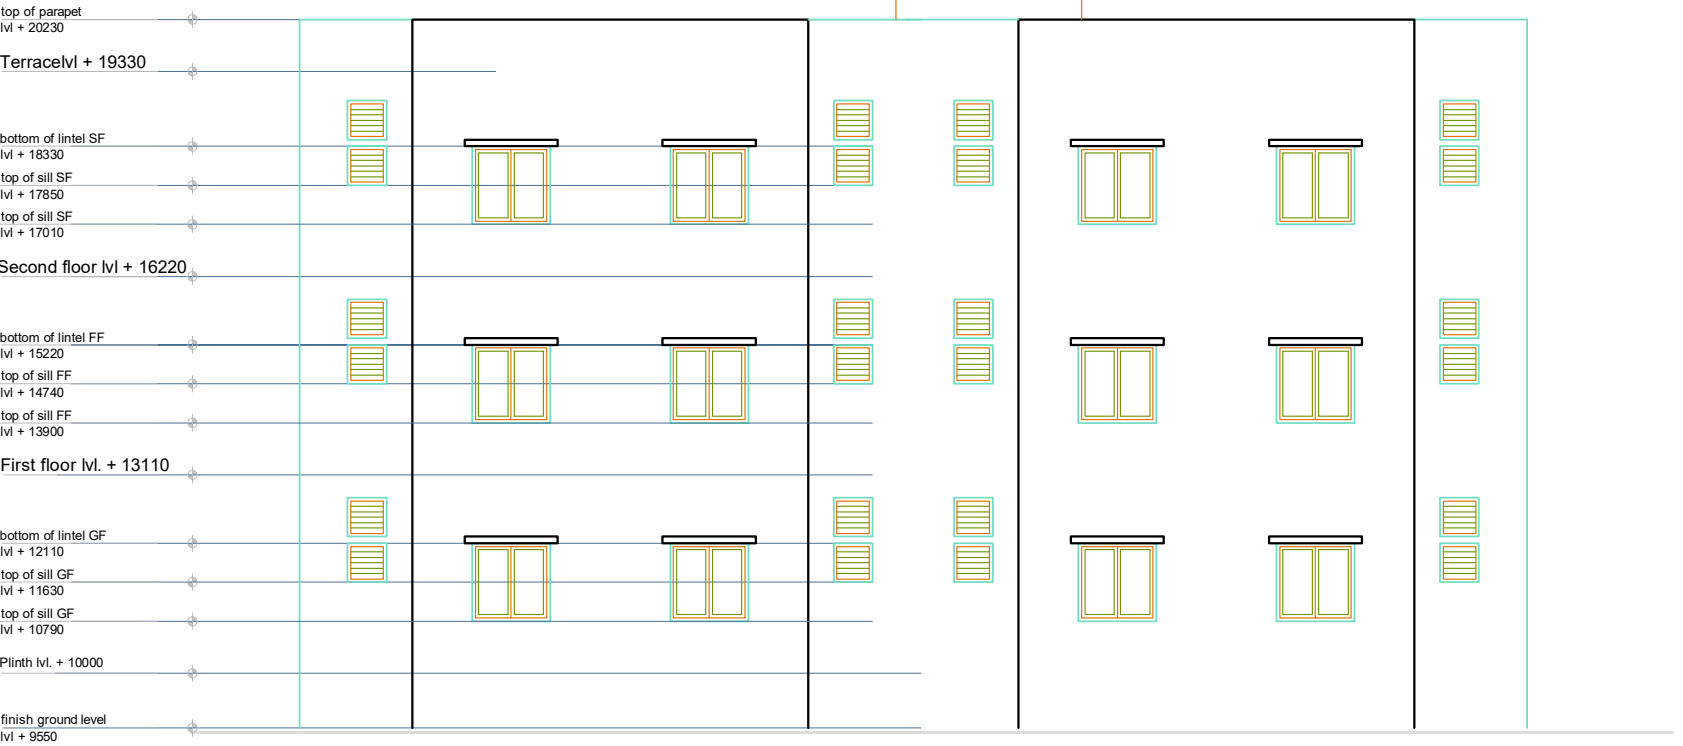 top of parapet
lvl + 20230
Terracelvl + 19330
bottom of lintel SF
lvl + 18330
top of sill SF
lvl + 17850
top of sill SF
lvl + 17010
Second floor lvl + 16220
bottom of lintel FF
lvl + 15220
top of sill FF
lvl + 14740
top of sill FF
lvl + 13900
First floor lvl. + 13110
bottom of lintel GF
lvl + 12110
top of sill GF
lvl + 11630
top of sill GF
lvl + 10790
Plinth lvl. + 10000
finish ground level
lvl + 9550